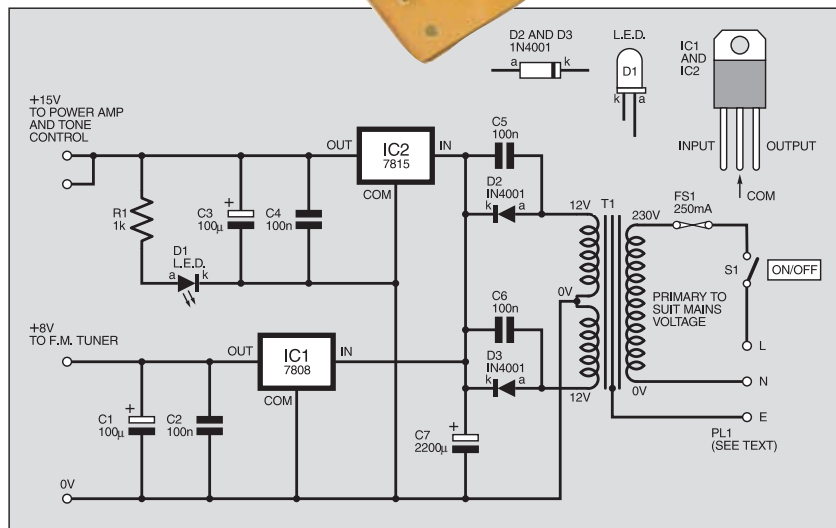 D2 AND D3
1N4001
a
k
L.E.D.
D1
k
a
IC1
AND
IC2
INPUT
OUTPUT
COM
+15V
TO POWER AMP
AND TONE
CONTROL
OUT
IC2
7815
IN
COM
C5
100n
D2
IN4001
k
a
12V
T1
230V
FS1
250mA
R1
1k
C3
100µ
+
C4
100n
D1
L.E.D.
a
k
S1
ON/OFF
0V
PRIMARY TO
SUIT MAINS
VOLTAGE
C6
100n
+8V
TO F.M. TUNER
OUT
IC1
7808
IN
COM
D3
IN4001
k
a
12V
0V
L
N
E
PL1
(SEE TEXT)
C1
100µ
+
C2
100n
C7
2200µ
+
0V